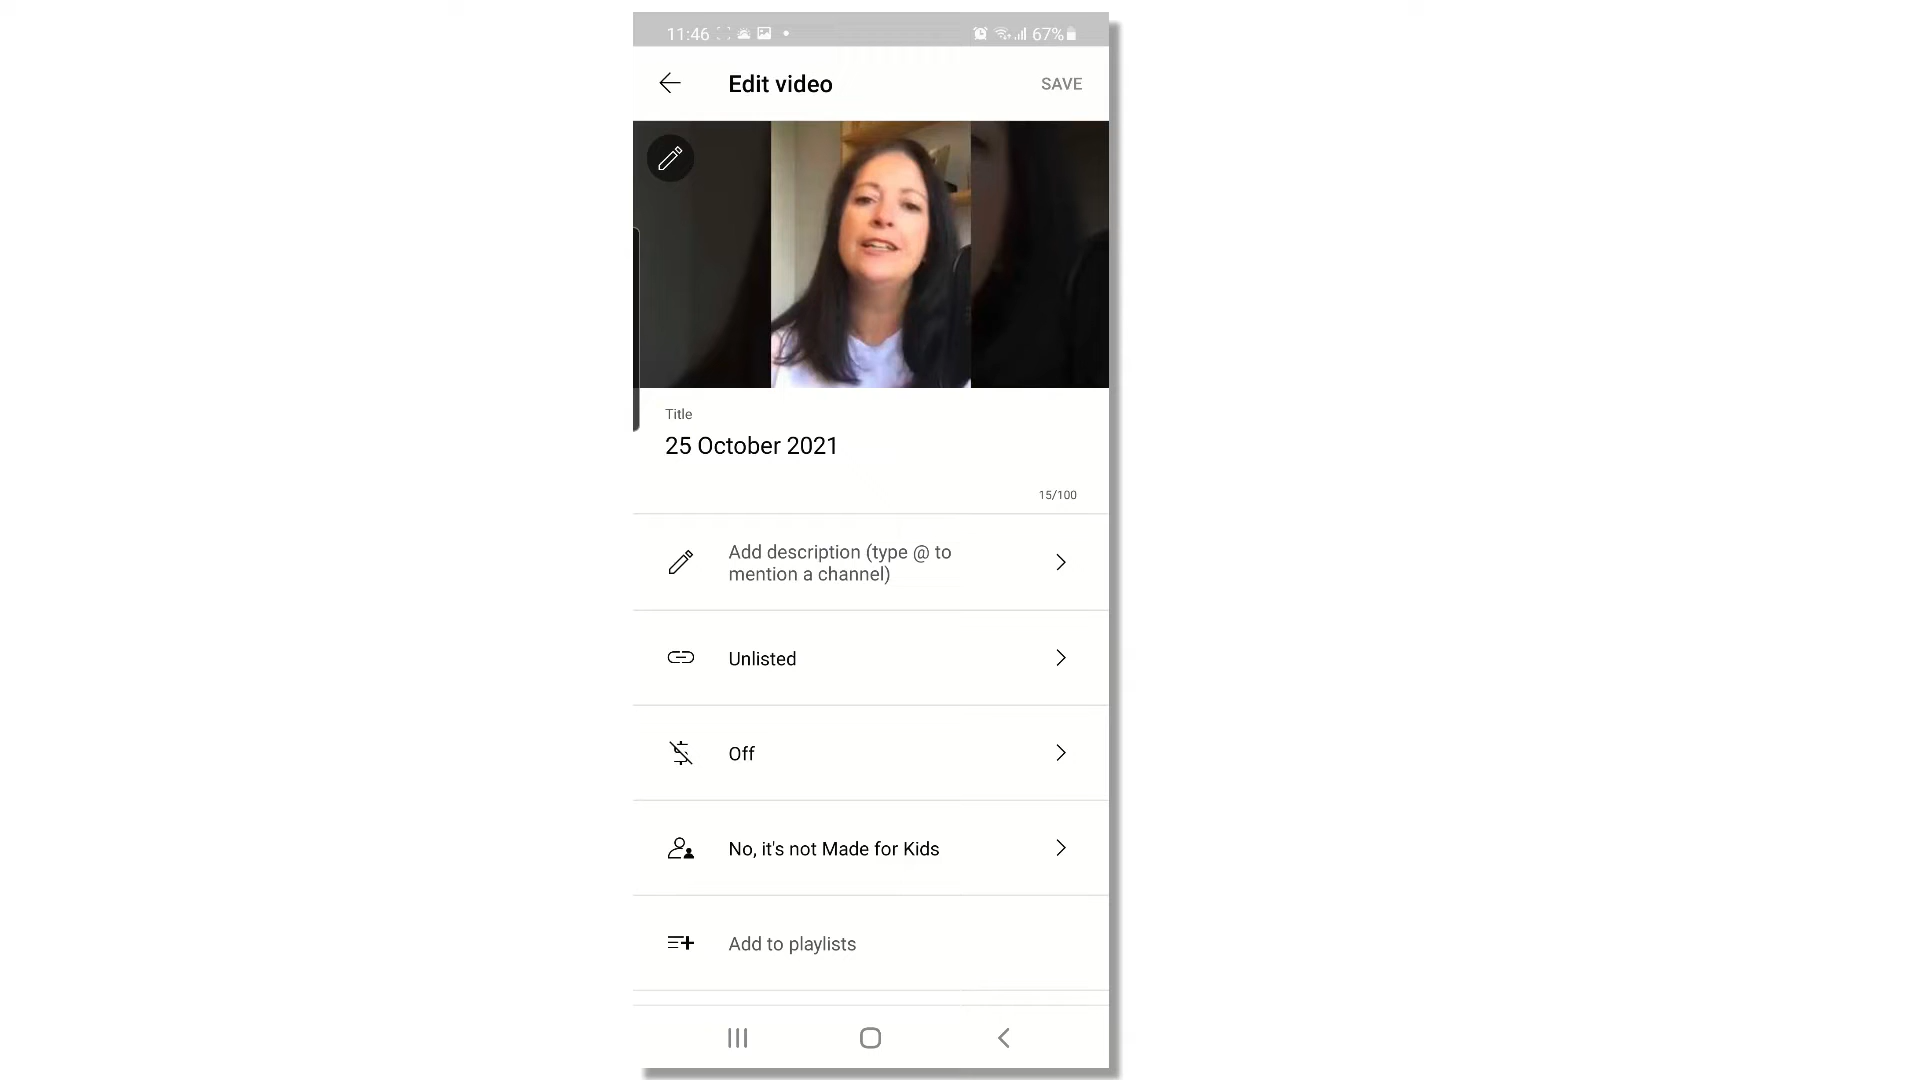 11:46
67%
Edit video
SAVE
Title
25 October 2021
15/100
Add description (type @ to
mention a channel)
Unlisted
Off
No, it's not Made for Kids
Add to playlists